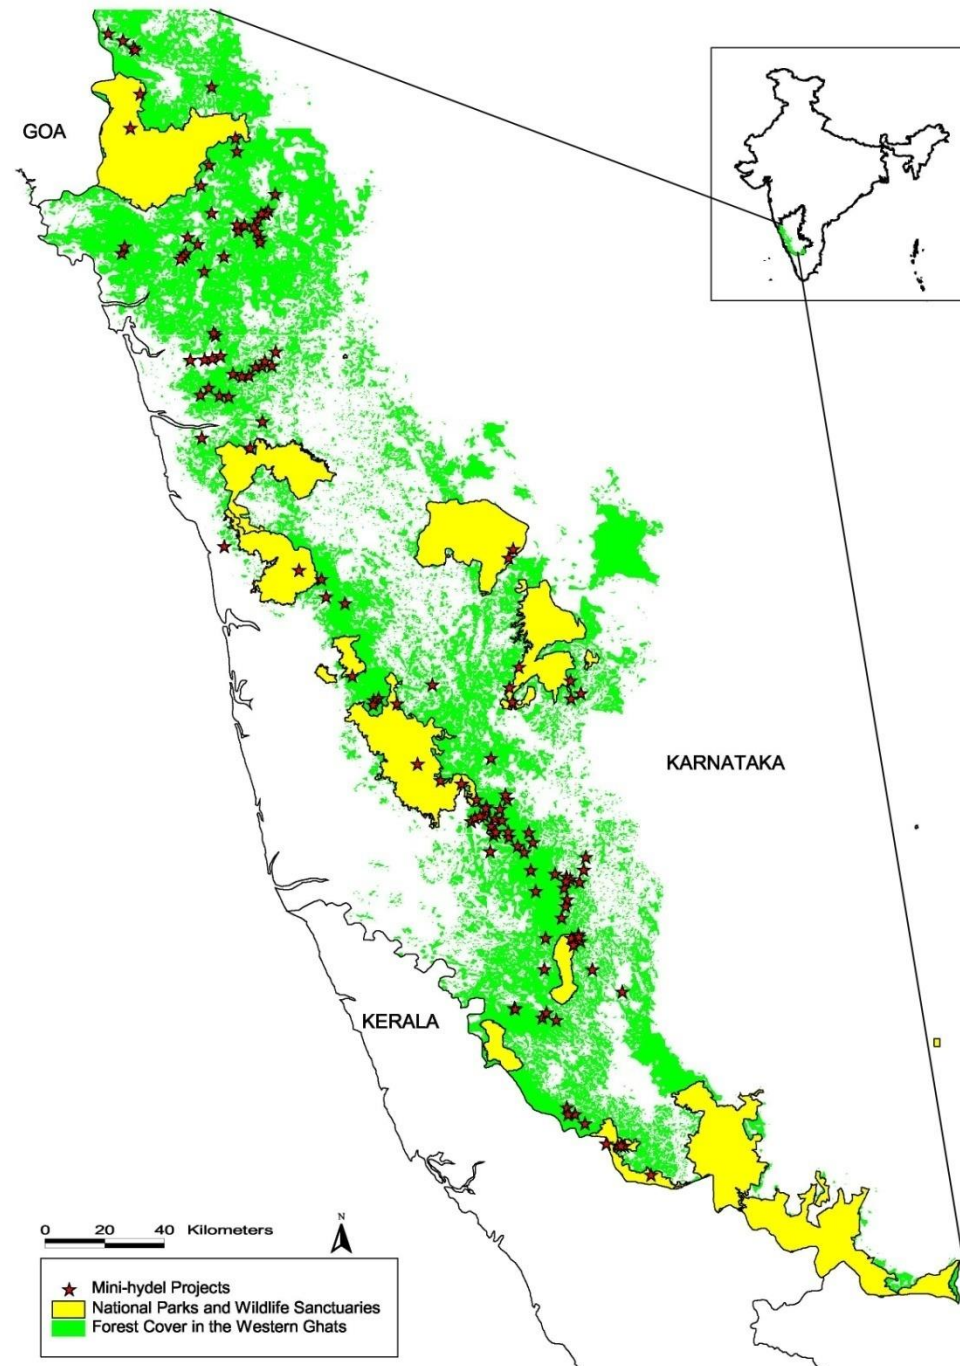 GOA
KARNATAKA
KERALA
0 20 40 Kilometers
N
Mini-hydel Projects
National Parks and Wildlife Sanctuaries
Forest Cover in the Western Ghats